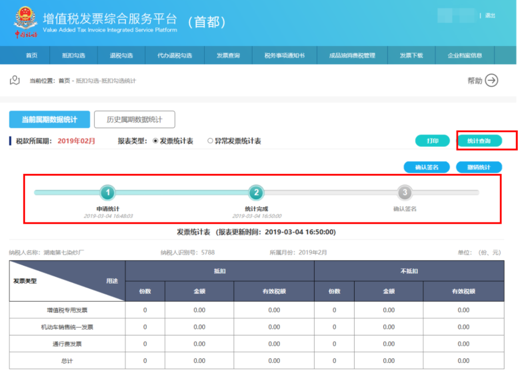 增值税发票综合服务平台 （首都）
Value Added Tax Invoice Integrated Service Platform
退出
首页 抵扣勾选 退税勾选 代办退税勾选 发票查询 税务事项通知书 成品油消费税管理 发票下载 企业档案信息
当前位置：首页 - 抵扣勾选-抵扣勾选统计
帮助
当前属期数据统计 历史属期数据统计
税款所属期：2019年02月 报表类型： 发票统计表 异常发票统计表 打印 统计查询
确认签名 撤销统计
1 2 3
申请统计 统计完成 确认签名
2019-03-04 16:46:00 2019-03-04 16:50:00
发票统计表 （报表更新时间：2019-03-04 16:50:00）
纳税人名称：湖南第七造纱厂 纳税人识别号：5788 所属月份：2019年02月 单位：（份、元）
发票类型 用途 抵扣 不抵扣
份数 金额 有效税额 份数 金额 有效税额
增值税专用发票 0 0.00 0.00 0 0.00 0.00
机动车销售统一发票 0 0.00 0.00 0 0.00 0.00
通行费发票 0 0.00 0.00 0 0.00 0.00
总计 0 0.00 0.00 0 0.00 0.00